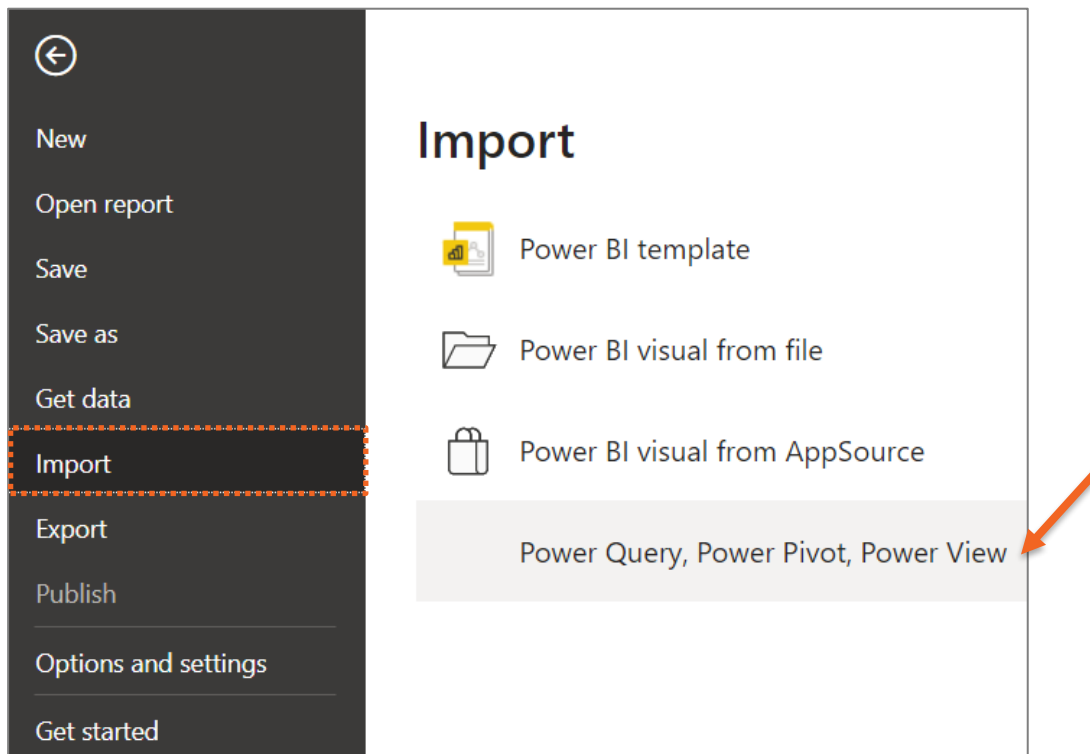 New
Open report
Save
Save as
Get data
Import
Export
Publish
Options and settings
Get started
Import
Power BI template
Power BI visual from file
Power BI visual from AppSource
Power Query, Power Pivot, Power View